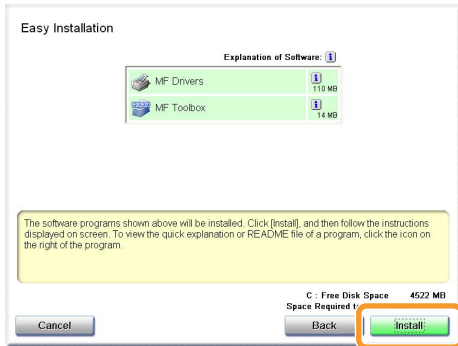 Easy Installation
Explanation of Software:
MF Drivers
110 MB
MF Toolbox
14 MB
The software programs shown above will be installed. Click [Install], and then follow the instructions
displayed on screen. To view the quick explanation or README file of a program, click the icon on
the right of the program.
C : Free Disk Space 4522 MB
Space Required
Cancel
Back
Install